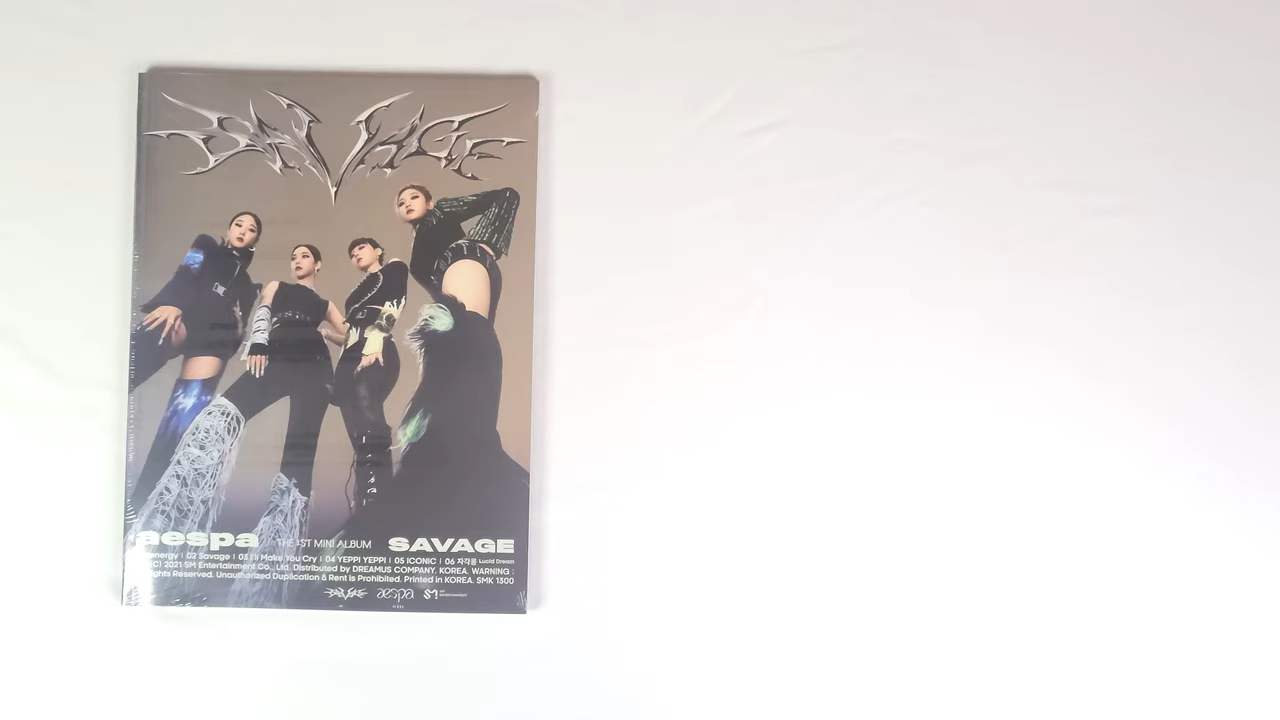 SAVAGE
aespa THE 1ST MINI ALBUM SAVAGE
energy | 02 Savage | 03 I'll Make You Cry | 04 YEPPI YEPPI | 05 ICONIC | 06 자각몽 Lucid Dream
(C) 2021 SM Entertainment Co., Ltd. Distributed by DREAMUS COMPANY. KOREA. WARNING :
Rights Reserved. Unauthorized Duplication & Rent is Prohibited. Printed in KOREA. SMK 1300
SAVAGE aespa SM